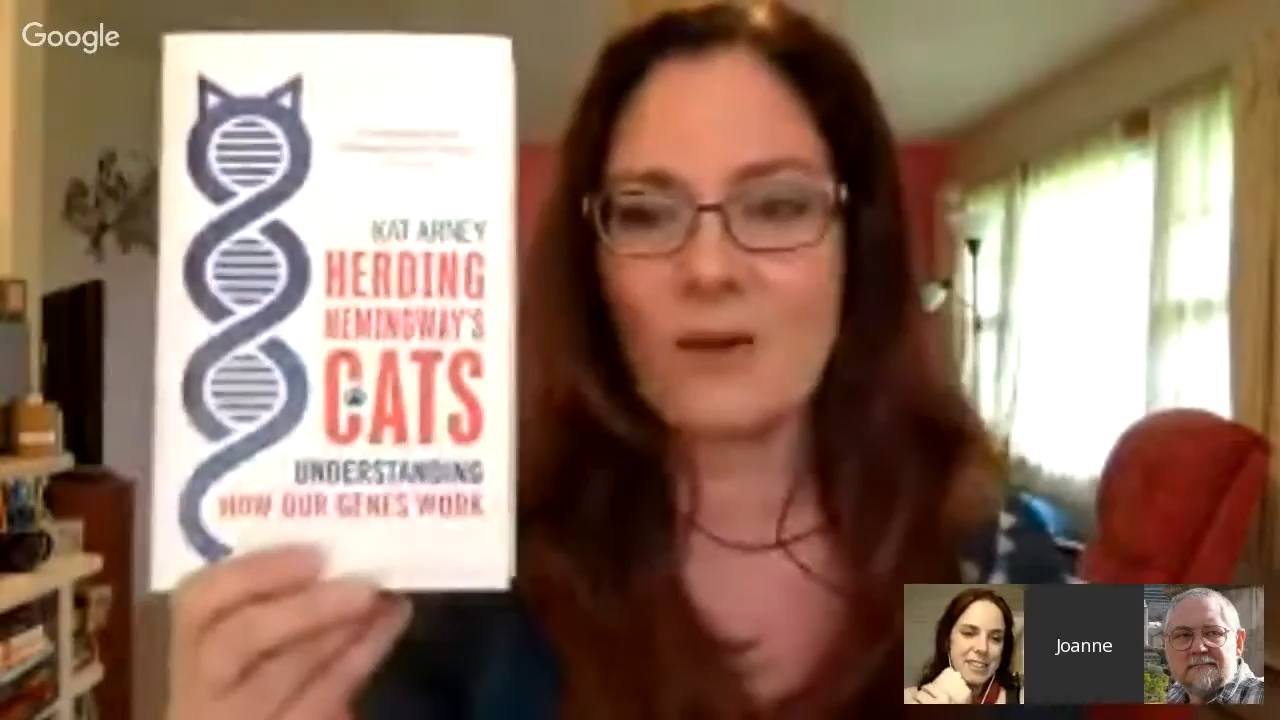 Google
KAT ARNEY
HERDING
HEMINGWAY'S
CATS
UNDERSTANDING
HOW OUR GENES WORK
Joanne